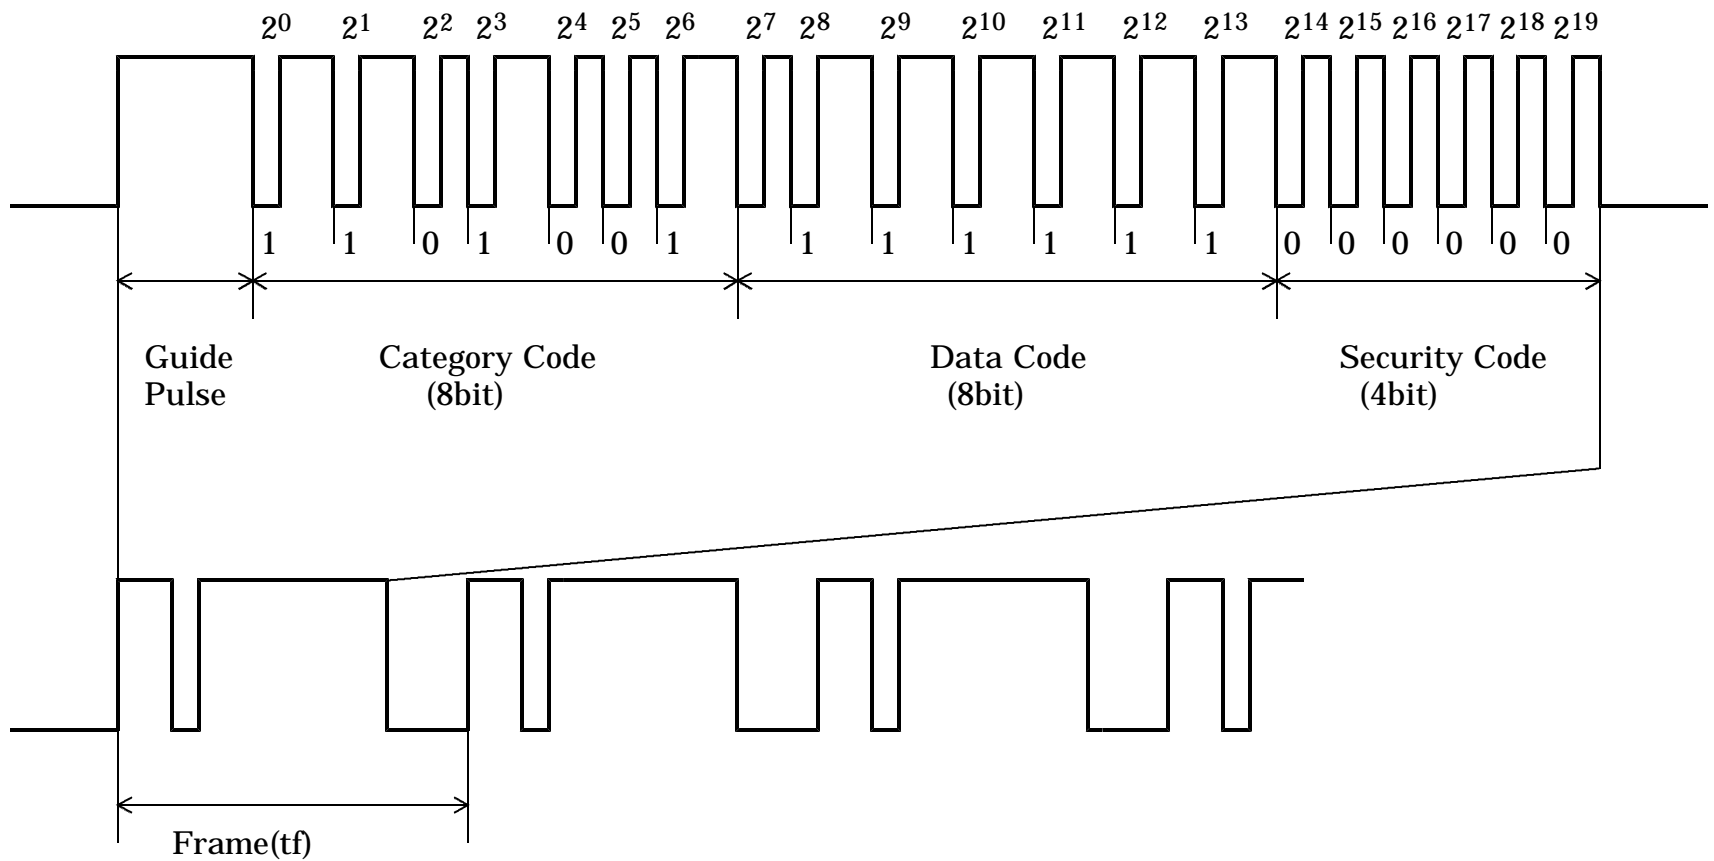 2⁰ 2¹ 2² 2³ 2⁴ 2⁵ 2⁶ 2⁷ 2⁸ 2⁹ 2¹⁰ 2¹¹ 2¹² 2¹³ 2¹⁴ 2¹⁵ 2¹⁶ 2¹⁷ 2¹⁸ 2¹⁹
1 1 0 1 0 0 1 1 1 1 1 1 1 0 0 0 0 0 0
Guide Pulse
Category Code (8bit)
Data Code (8bit)
Security Code (4bit)
Frame(tf)